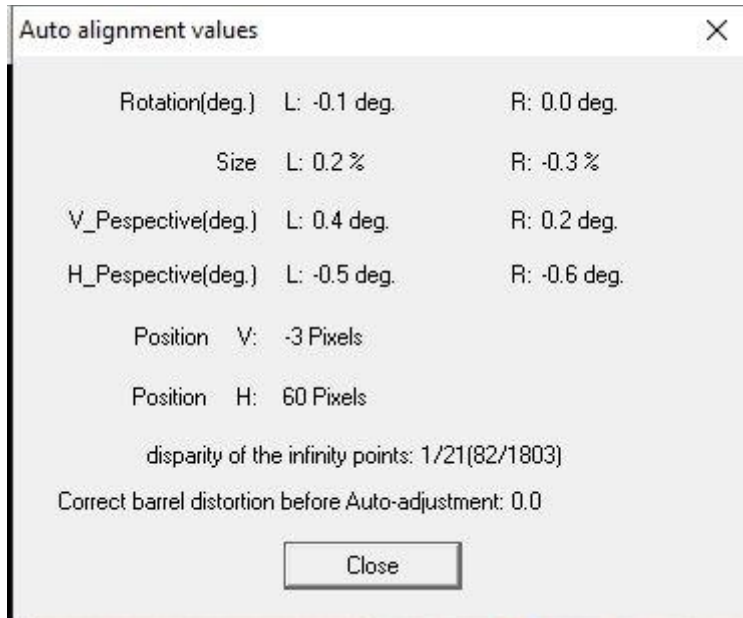 Auto alignment values
Rotation(deg.) L: -0.1 deg. R: 0.0 deg.
Size L: 0.2 % R: -0.3 %
V_Pespective(deg.) L: 0.4 deg. R: 0.2 deg.
H_Pespective(deg.) L: -0.5 deg. R: -0.6 deg.
Position V: -3 Pixels
Position H: 60 Pixels
disparity of the infinity points: 1/21(82/1803)
Correct barrel distortion before Auto-adjustment: 0.0
Close